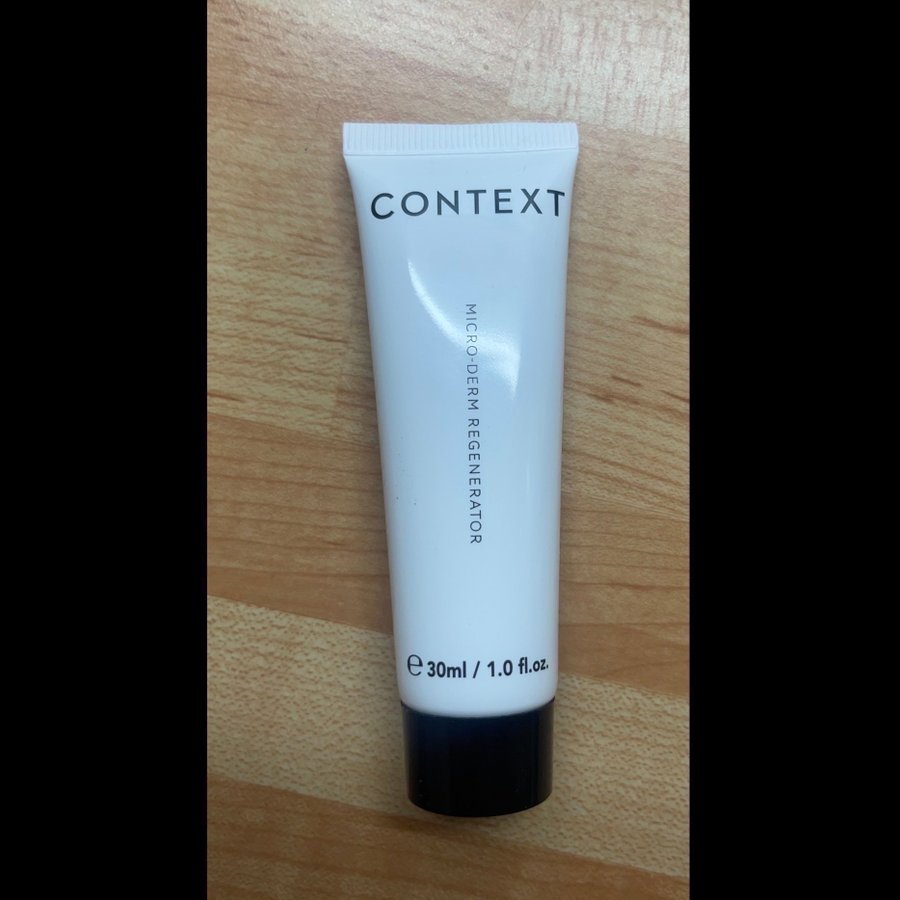 CONTEXT
MICRO-DERM REGENERATOR
℮ 30ml / 1.0 fl.oz.